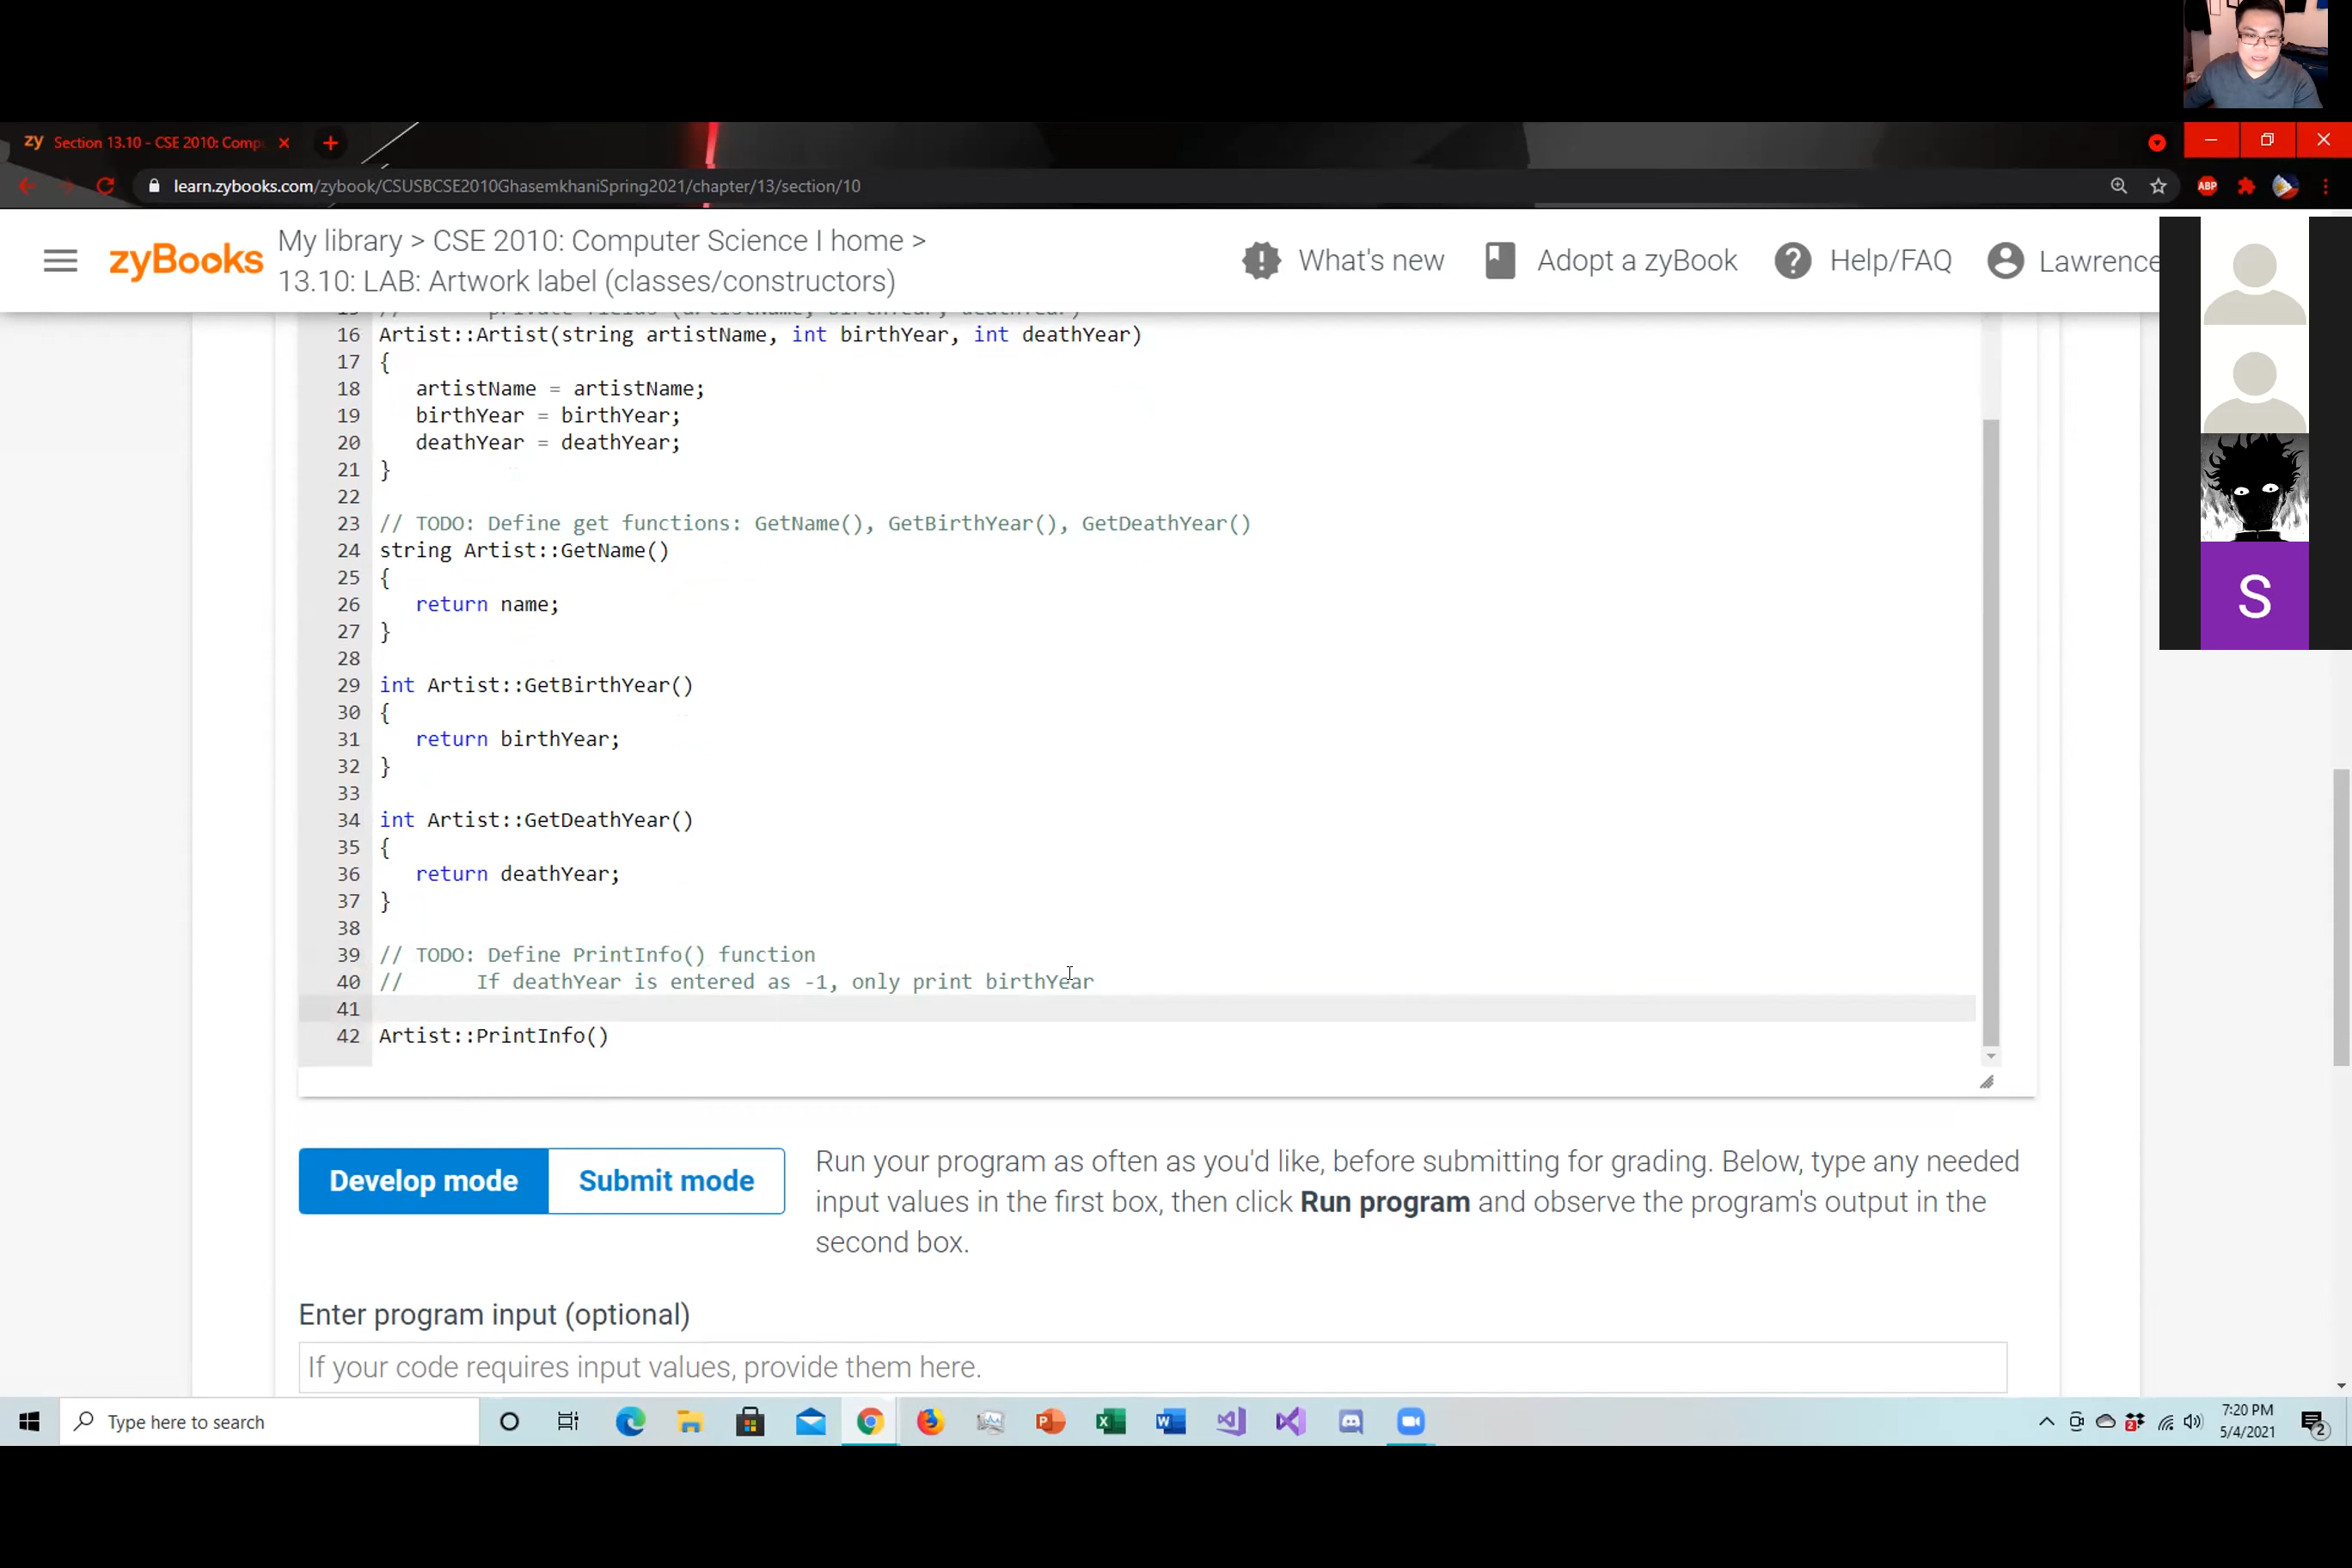 zy Section 13.10 - CSE 2010: Comp
learn.zybooks.com/zybook/CSUSBCSE2010GhasemkhaniSpring2021/chapter/13/section/10
ABP
zyBooks
My library > CSE 2010: Computer Science I home >
13.10: LAB: Artwork label (classes/constructors)
What's new
Adopt a zyBook
Help/FAQ
Lawrence
15 // private fields (artistName, birthYear, deathYear)
16 Artist::Artist(string artistName, int birthYear, int deathYear)
17 {
18 artistName = artistName;
19 birthYear = birthYear;
20 deathYear = deathYear;
21 }
22
23 // TODO: Define get functions: GetName(), GetBirthYear(), GetDeathYear()
24 string Artist::GetName()
25 {
26 return name;
27 }
28
29 int Artist::GetBirthYear()
30 {
31 return birthYear;
32 }
33
34 int Artist::GetDeathYear()
35 {
36 return deathYear;
37 }
38
39 // TODO: Define PrintInfo() function
40 // If deathYear is entered as -1, only print birthYear
41
42 Artist::PrintInfo()
S
Develop mode
Submit mode
Run your program as often as you'd like, before submitting for grading. Below, type any needed
input values in the first box, then click Run program and observe the program's output in the
second box.
Enter program input (optional)
If your code requires input values, provide them here.
Type here to search
7:20 PM
5/4/2021
2